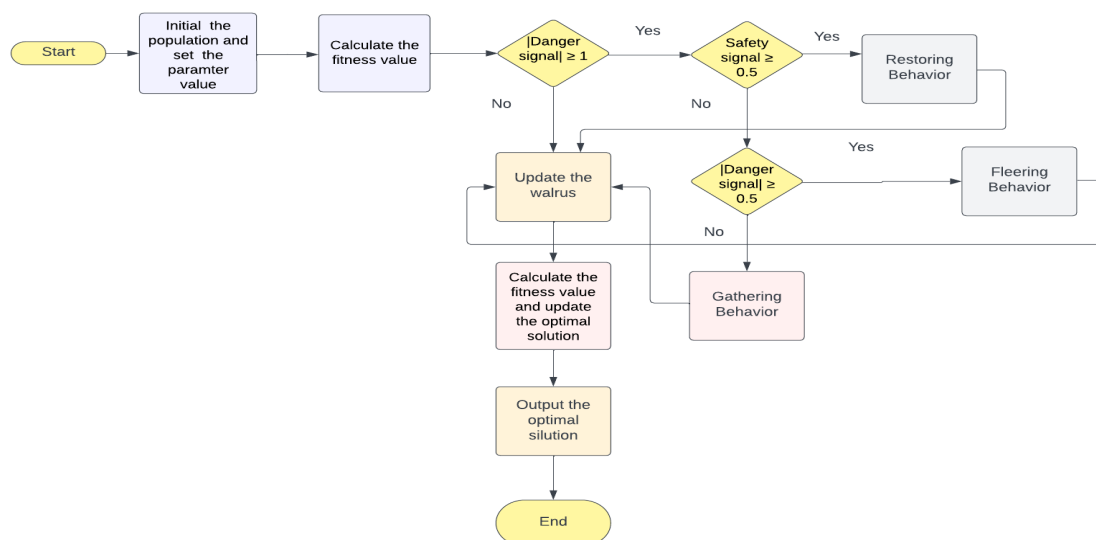 Start
Initial the
population and
set the
paramter
value
Calculate the
fitness value
|Danger
signal| ≥ 1
Yes
Safety
signal ≥
0.5
Yes
Restoring
Behavior
No
No
Update the
walrus
|Danger
signal| ≥
0.5
Yes
Fleering
Behavior
No
Calculate the
fitness value
and update
the optimal
solution
Gathering
Behavior
Output the
optimal
silution
End